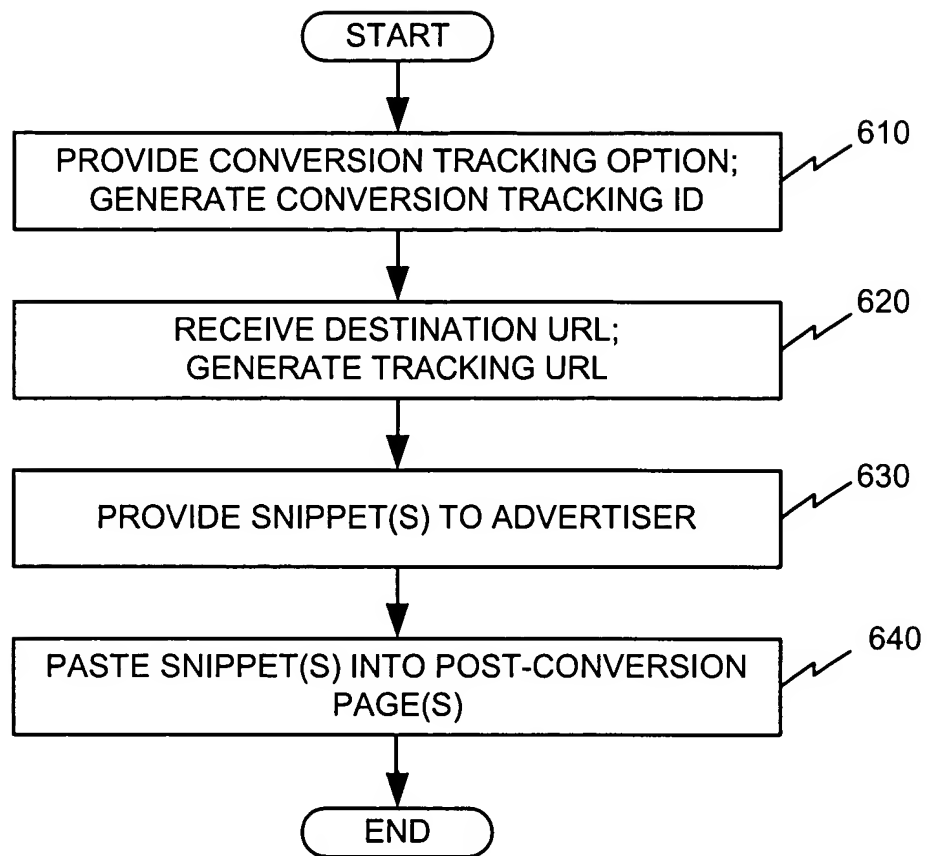 START
610
PROVIDE CONVERSION TRACKING OPTION;
GENERATE CONVERSION TRACKING ID
620
RECEIVE DESTINATION URL;
GENERATE TRACKING URL
630
PROVIDE SNIPPET(S) TO ADVERTISER
640
PASTE SNIPPET(S) INTO POST-CONVERSION
PAGE(S)
END